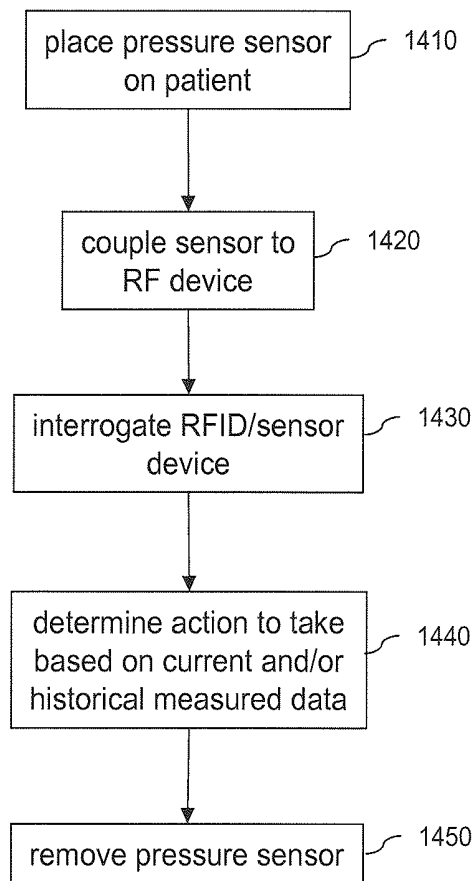 place pressure sensor
on patient
1410
couple sensor to
RF device
1420
interrogate RFID/sensor
device
1430
determine action to take
based on current and/or
historical measured data
1440
remove pressure sensor
1450